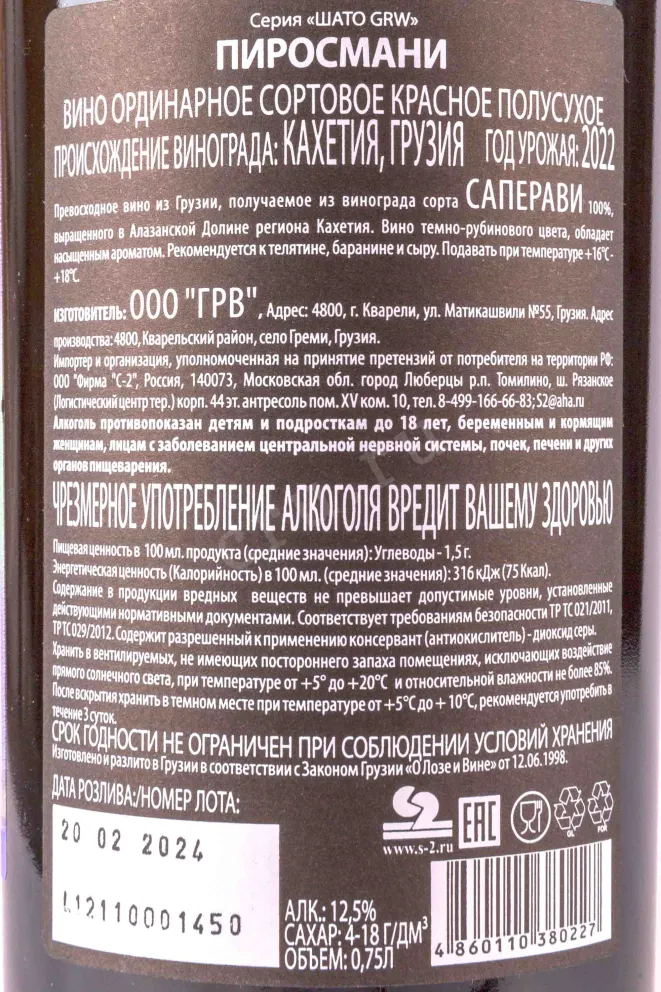 Серия «ШАТО GRW»
ПИРОСМАНИ
ВИНО ОРДИНАРНОЕ СОРТОВОЕ КРАСНОЕ ПОЛУСУХОЕ
ПРОИСХОЖДЕНИЕ ВИНОГРАДА: КАХЕТИЯ, ГРУЗИЯ ГОД УРОЖАЯ: 2022
Превосходное вино из Грузии, получаемое из винограда сорта САПЕРАВИ 100%,
выращенного в Алазанской Долине региона Кахетия. Вино темно-рубинового цвета, обладает
насыщенным ароматом. Рекомендуется к телятине, баранине и сыру. Подавать при температуре +16°C-
+18°C.
ИЗГОТОВИТЕЛЬ: ООО "ГРВ", Адрес: 4800, г. Кварели, ул. Матикашвили №55, Грузия. Адрес
производства: 4800, Кварельский район, село Греми, Грузия.
Импортер и организация, уполномоченная на принятие претензий от потребителя на территории РФ:
ООО "Фирма "С-2", Россия, 140073, Московская обл. город Люберцы р.п. Томилино, ш. Рязанское
(Логистический центр тер.) корп. 44 эт. антресоль пом. XV ком. 10, тел. 8-499-166-66-83; S2@aha.ru
Алкоголь противопоказан детям и подросткам до 18 лет, беременным и кормящим
женщинам, лицам с заболеванием центральной нервной системы, почек, печени и других
органов пищеварения.
ЧРЕЗМЕРНОЕ УПОТРЕБЛЕНИЕ АЛКОГОЛЯ ВРЕДИТ ВАШЕМУ ЗДОРОВЬЮ
Пищевая ценность в 100 мл. продукта (средние значения): Углеводы - 1,5 г.
Энергетическая ценность (Калорийность) в 100 мл. (средние значения): 316 кДж (75 Ккал).
Содержание в продукции вредных веществ не превышает допустимые уровни, установленные
действующими нормативными документами. Соответствует требованиям безопасности ТР ТС 021/2011,
ТР ТС 029/2012. Содержит разрешенный к применению консервант (антиокислитель) - диоксид серы.
Хранить в вентилируемых, не имеющих постороннего запаха помещениях, исключающих воздействие
прямого солнечного света, при температуре от +5° до +20°C и относительной влажности не более 85%.
После вскрытия хранить в темном месте при температуре от +5°C до + 10°C, рекомендуется употребить в
течение 3 суток.
СРОК ГОДНОСТИ НЕ ОГРАНИЧЕН ПРИ СОБЛЮДЕНИИ УСЛОВИЙ ХРАНЕНИЯ
Изготовлено и разлито в Грузии в соответствии с Законом Грузии «О Лозе и Вине» от 12.06.1998.
ДАТА РОЗЛИВА:/НОМЕР ЛОТА:
20 02 2024
L12110001450
S2
www.s-2.ru
EAC
GL
FOR
АЛК.: 12,5%
САХАР: 4-18 Г/ДМ³
ОБЪЕМ: 0,75Л
4 860110 380227